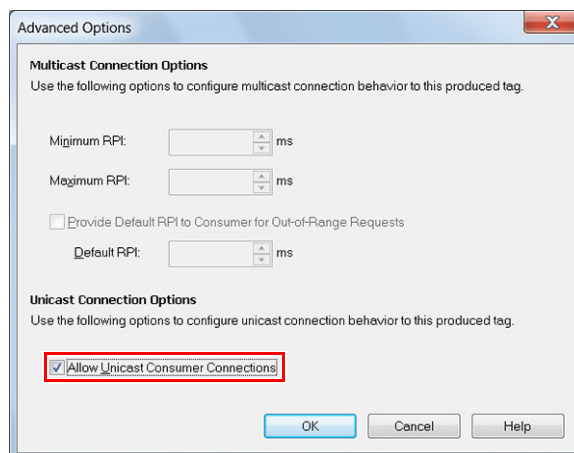 Advanced Options
Multicast Connection Options
Use the following options to configure multicast connection behavior to this produced tag.
Minimum RPI: ms
Maximum RPI: ms
Provide Default RPI to Consumer for Out-of-Range Requests
Default RPI: ms
Unicast Connection Options
Use the following options to configure unicast connection behavior to this produced tag.
Allow Unicast Consumer Connections
OK Cancel Help